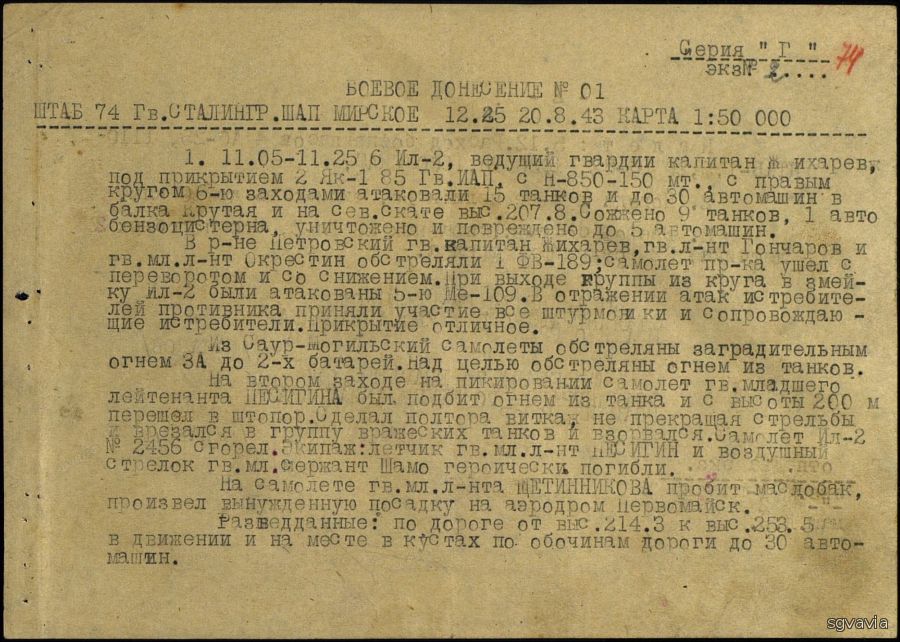 Серия "Г" 74
экз№ 2....
БОЕВОЕ ДОНЕСЕНИЕ № 01
ШТАБ 74 Гв.СТАЛИНГР.ШАП МИРСКОЕ 12.25 20.8.43 КАРТА 1:50 000
1. 11.05-11.25 6 Ил-2, ведущий гвардии капитан Жихарев,
под прикрытием 2 Як-1 85 Гв.ИАП, с Н-850-150 мт., с правым
кругом 6-ю заходами атаковали 15 танков и до 30 автомашин в
балка Крутая и на сев.скате выс.207.8.Сожжено 9 танков, 1 авто
бензоцистерна, уничтожено и повреждено до 5 автомашин.
В р-не Петровский гв.капитан Жихарев,гв.л-нт Гончаров и
гв.мл.л-нт Окрестин обстреляли 1 ФВ-189;самолет пр-ка ушел с
переворотом и со снижением.При выходе группы из круга в змей-
ку Ил-2 были атакованы 5-ю Ме-109.В отражении атак истребите-
лей противника приняли участие все штурмовики и сопровождаю-
щие истребители.Прикрытие отличное.
Из Саур-Могильский самолеты обстреляны заградительным
огнем ЗА до 2-х батарей.Над целью обстреляны огнем из танков.
На втором заходе на пикировании самолет гв.младшего
лейтенанта ПЕСИГИНА был подбит огнем из танка и с высоты 200 м
перешел в штопор.Сделал полтора витка, не прекращая стрельбы
и врезался в группу вражеских танков и взорвался.Самолет Ил-2
№ 2456 сгорел.Экипаж:летчик гв.мл.л-нт ПЕСИГИН и воздушный
стрелок гв.мл.сержант Шамо героически погибли.
На самолете гв.мл.л-нта ЩЕТИННИКОВА пробит маслобак,
произвел вынужденную посадку на аэродром Первомайск.
Разведданные: по дороге от выс.214.3 к выс.253.5
в движении и на месте в кустах по обочинам дороги до 30 авто-
машин.
sgvavia